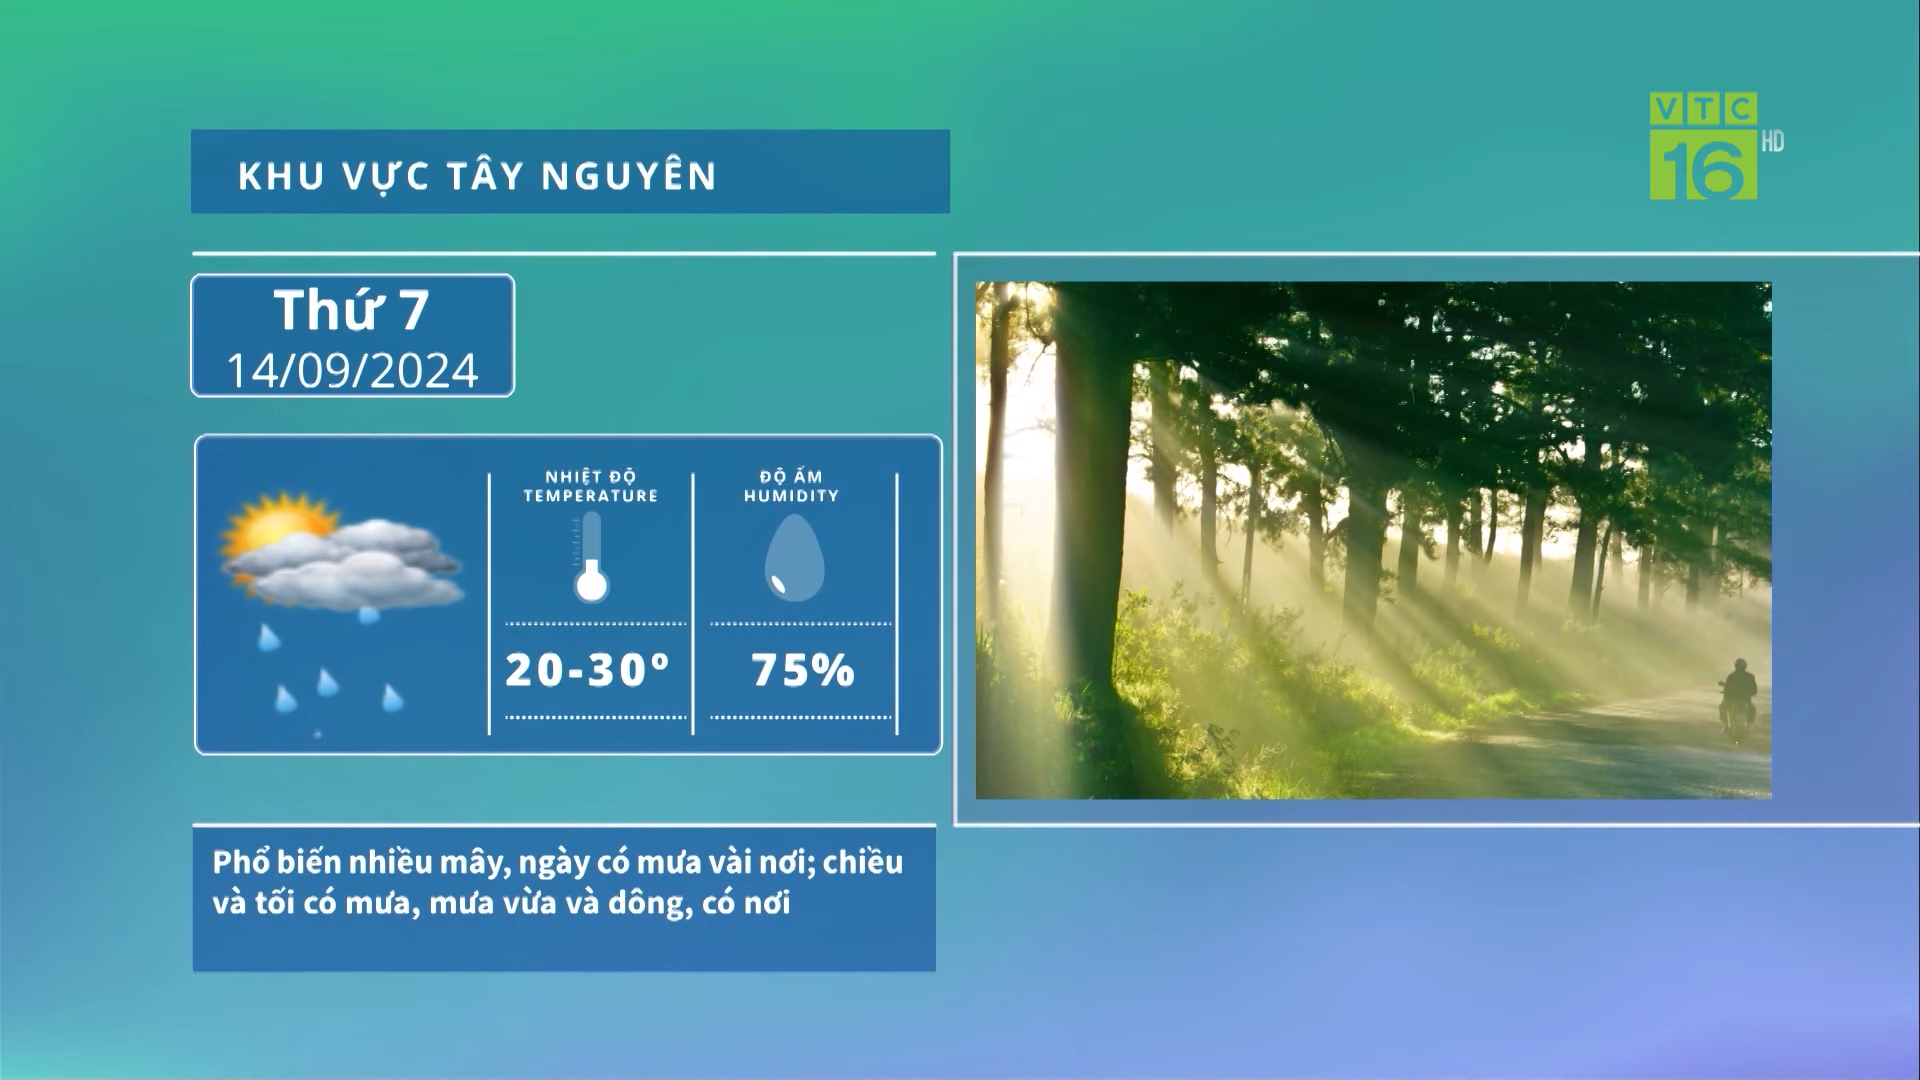 VTC
16 HD
KHU VỰC TÂY NGUYÊN
Thứ 7
14/09/2024
NHIỆT ĐỘ
TEMPERATURE
20-30º
ĐỘ ẨM
HUMIDITY
75%
Phổ biến nhiều mây, ngày có mưa vài nơi; chiều
và tối có mưa, mưa vừa và dông, có nơi